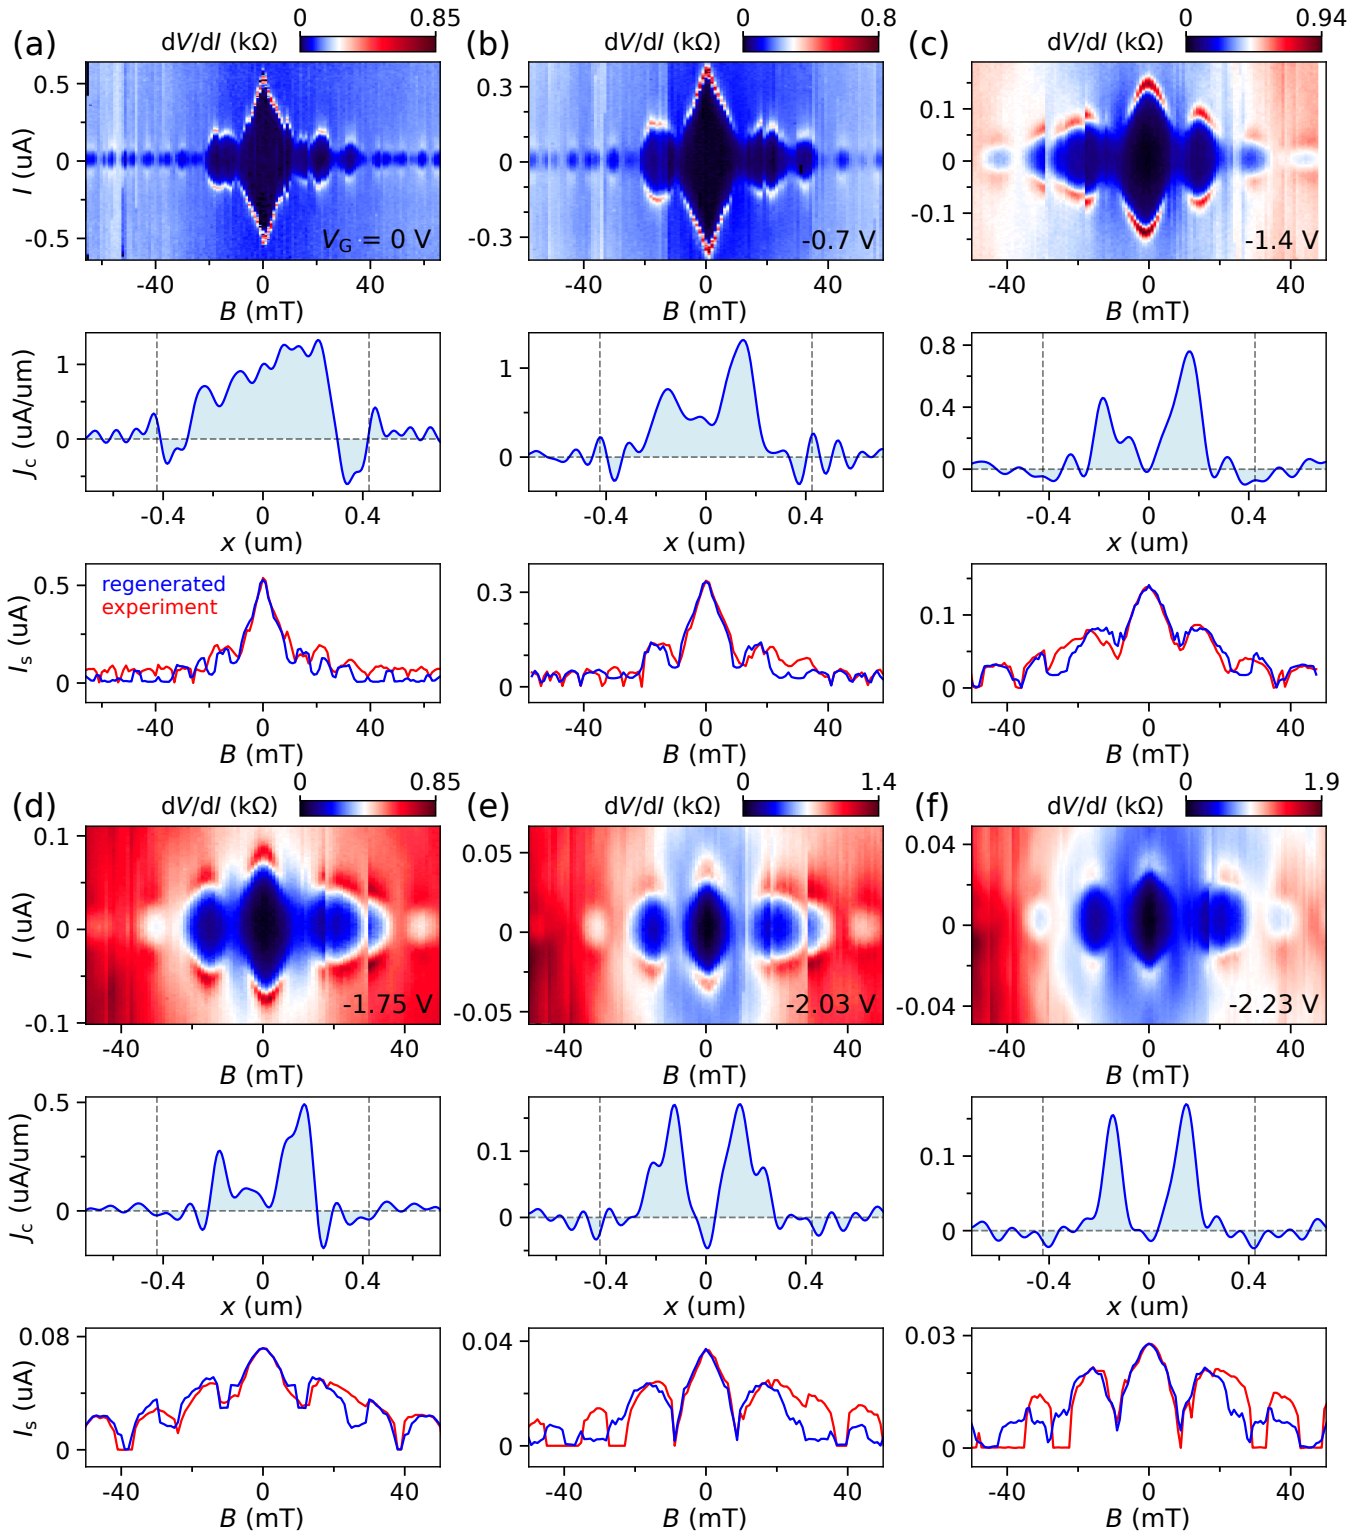 (a)
dV/dI (kΩ)
0
0.85
0.5
0
-0.5
I (uA)
V_G = 0 V
-40
0
40
B (mT)
1
0
J_c (uA/um)
-0.4
0
0.4
x (um)
0.5
0
I_s (uA)
regenerated
experiment
-40
0
40
B (mT)
(b)
dV/dI (kΩ)
0
0.8
0.3
0
-0.3
-0.7 V
-40
0
40
B (mT)
1
0
-0.4
0
0.4
x (um)
0.3
0
-40
0
40
B (mT)
(c)
dV/dI (kΩ)
0
0.94
0.1
0
-0.1
-1.4 V
-40
0
40
B (mT)
0.8
0.4
0
-0.4
0
0.4
x (um)
0.1
0
-40
0
40
B (mT)
(d)
dV/dI (kΩ)
0
0.85
0.1
0
-0.1
I (uA)
-1.75 V
-40
0
40
B (mT)
0.5
0
J_c (uA/um)
-0.4
0
0.4
x (um)
0.08
0
I_s (uA)
-40
0
40
B (mT)
(e)
dV/dI (kΩ)
0
1.4
0.05
0
-0.05
-2.03 V
-40
0
40
B (mT)
0.1
0
-0.4
0
0.4
x (um)
0.04
0
-40
0
40
B (mT)
(f)
dV/dI (kΩ)
0
1.9
0.04
0
-0.04
-2.23 V
-40
0
40
B (mT)
0.1
0
-0.4
0
0.4
x (um)
0.03
0
-40
0
40
B (mT)